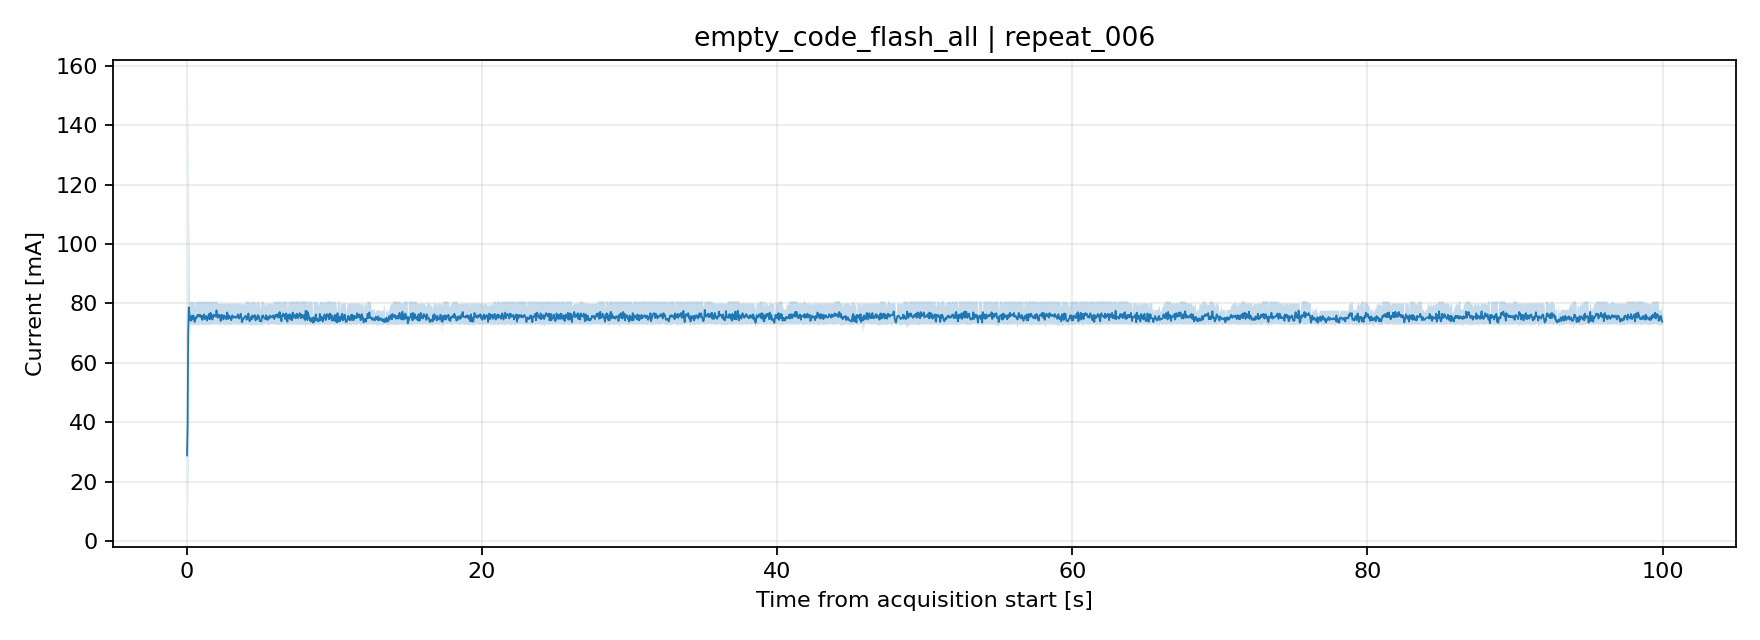 empty_code_flash_all | repeat_006
Current [mA]
160
140
120
100
80
60
40
20
0
0 20 40 60 80 100
Time from acquisition start [s]